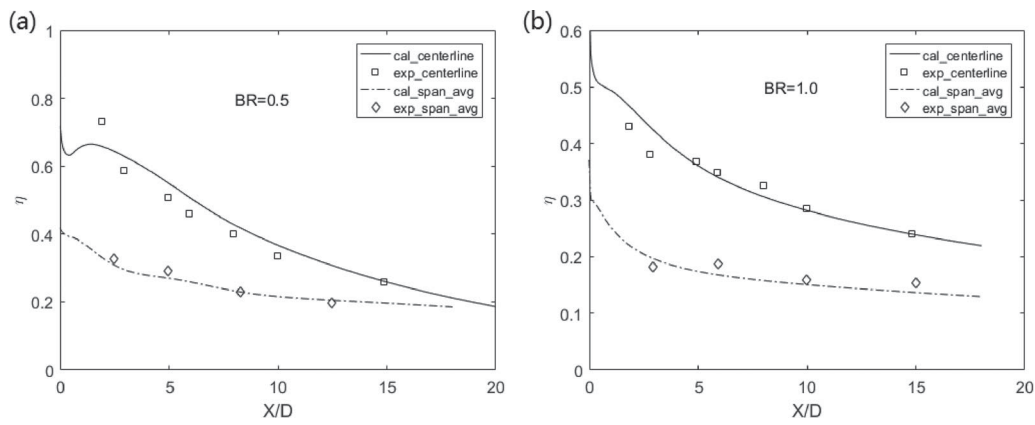 (a)
1
0.8
0.6
0.4
0.2
0
η
0 5 10 15 20
X/D
BR=0.5
cal_centerline
exp_centerline
cal_span_avg
exp_span_avg
(b)
0.6
0.5
0.4
0.3
0.2
0.1
0
η
0 5 10 15 20
X/D
BR=1.0
cal_centerline
exp_centerline
cal_span_avg
exp_span_avg